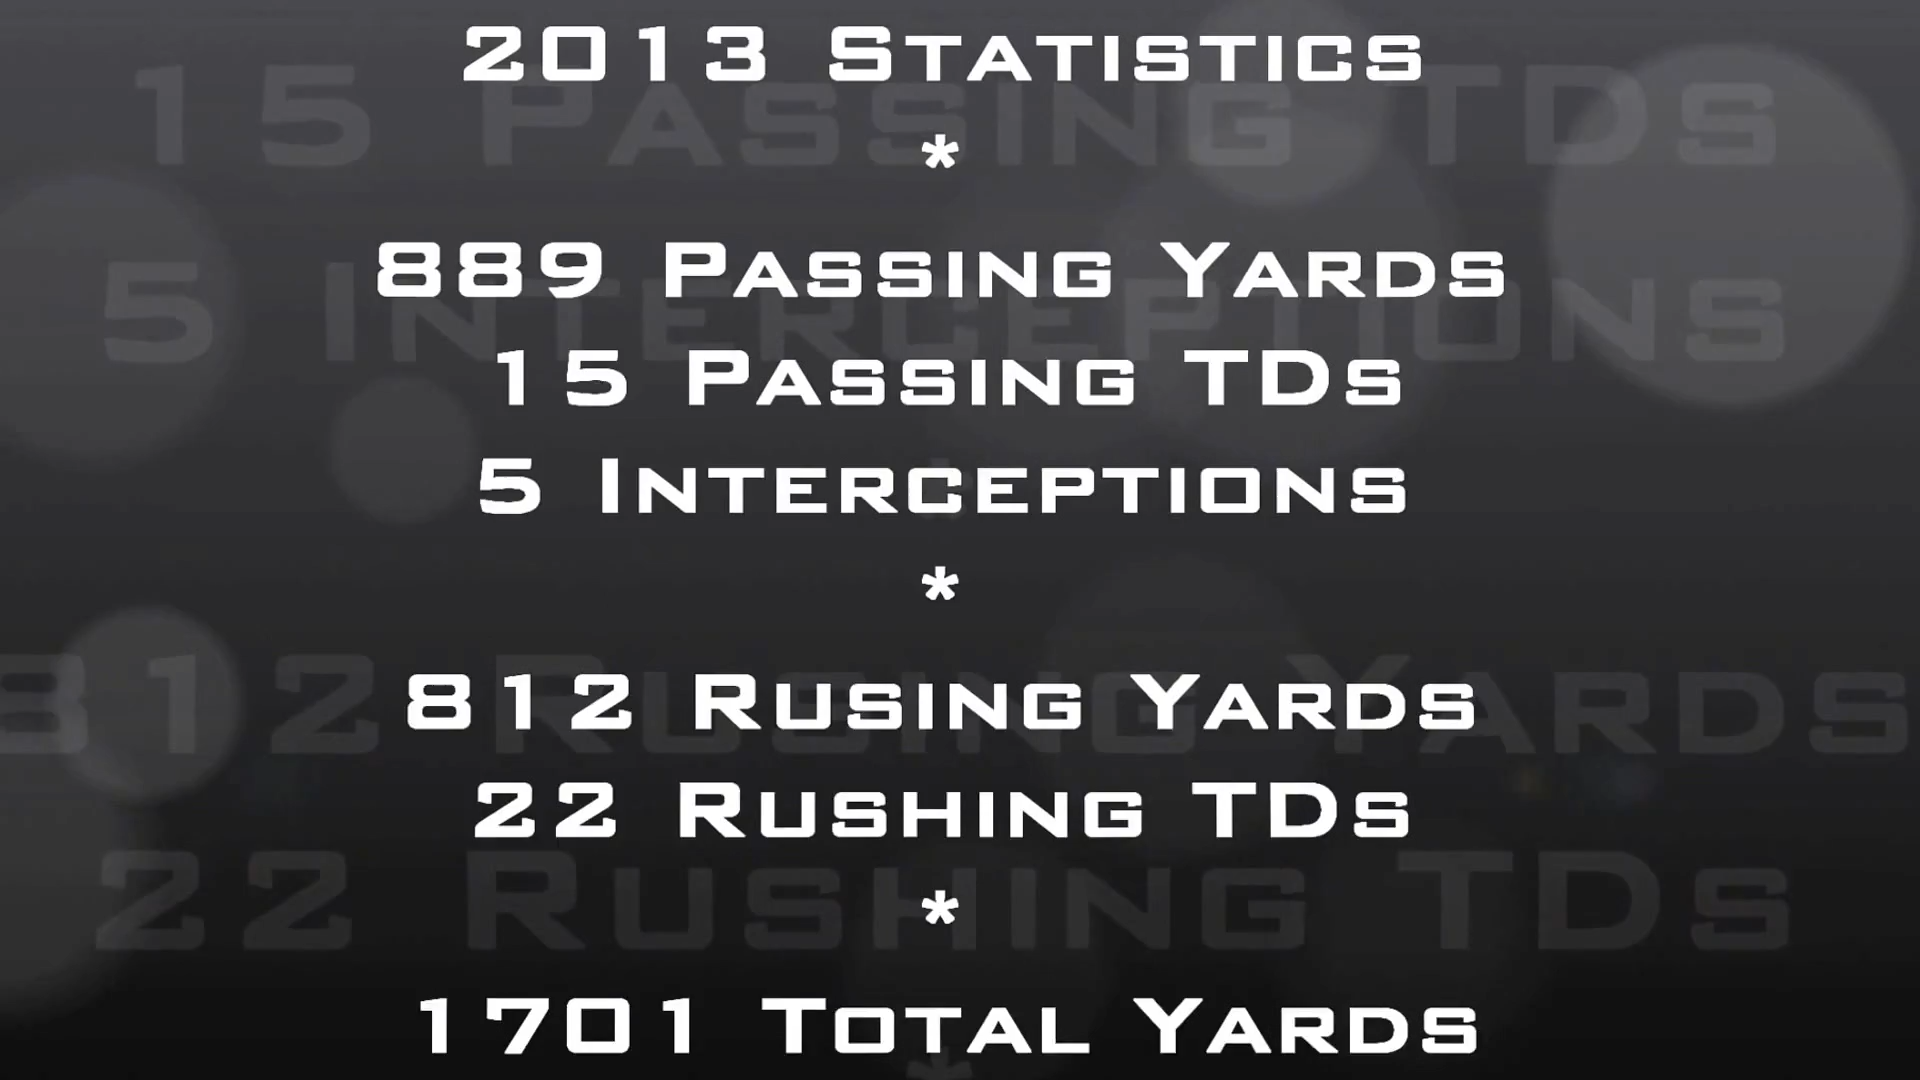 2013 Statistics
*
889 Passing Yards
15 Passing TDs
5 Interceptions
*
812 Rusing Yards
22 Rushing TDs
*
1701 Total Yards